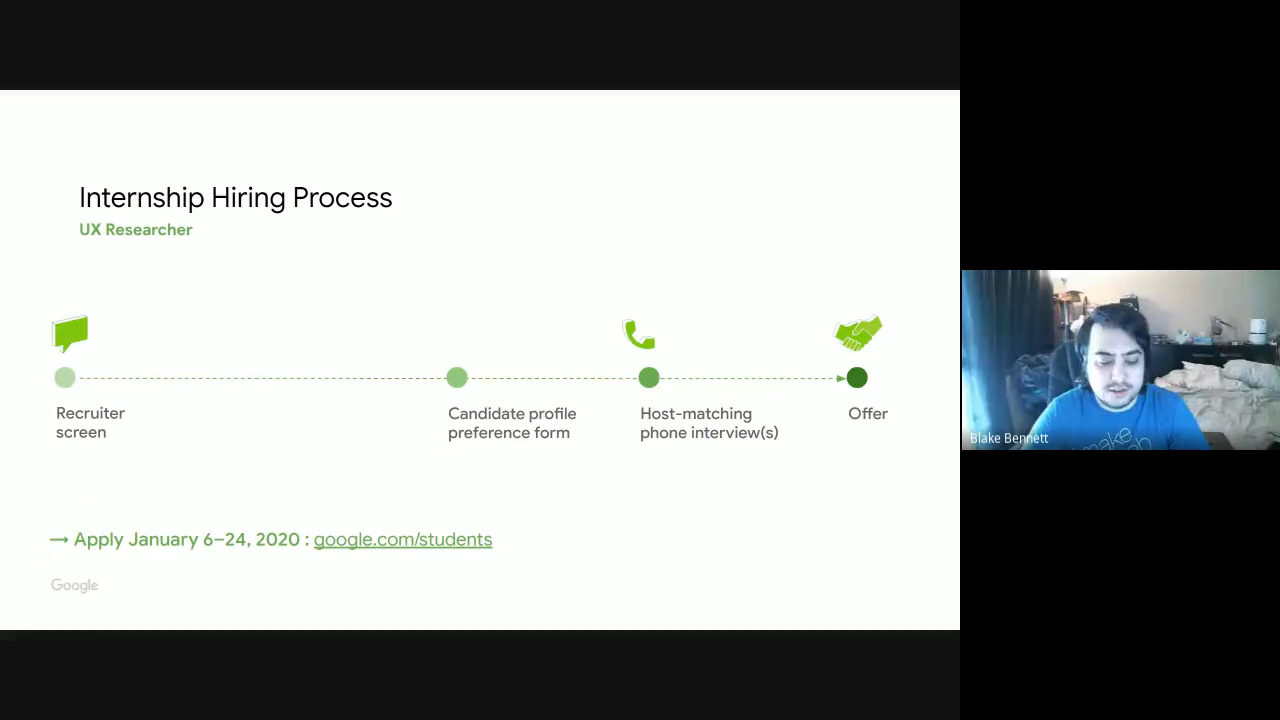 Internship Hiring Process
UX Researcher
Recruiter
screen
Candidate profile
preference form
Host-matching
phone interview(s)
Offer
→ Apply January 6–24, 2020 : google.com/students
Google
Blake Bennett
make